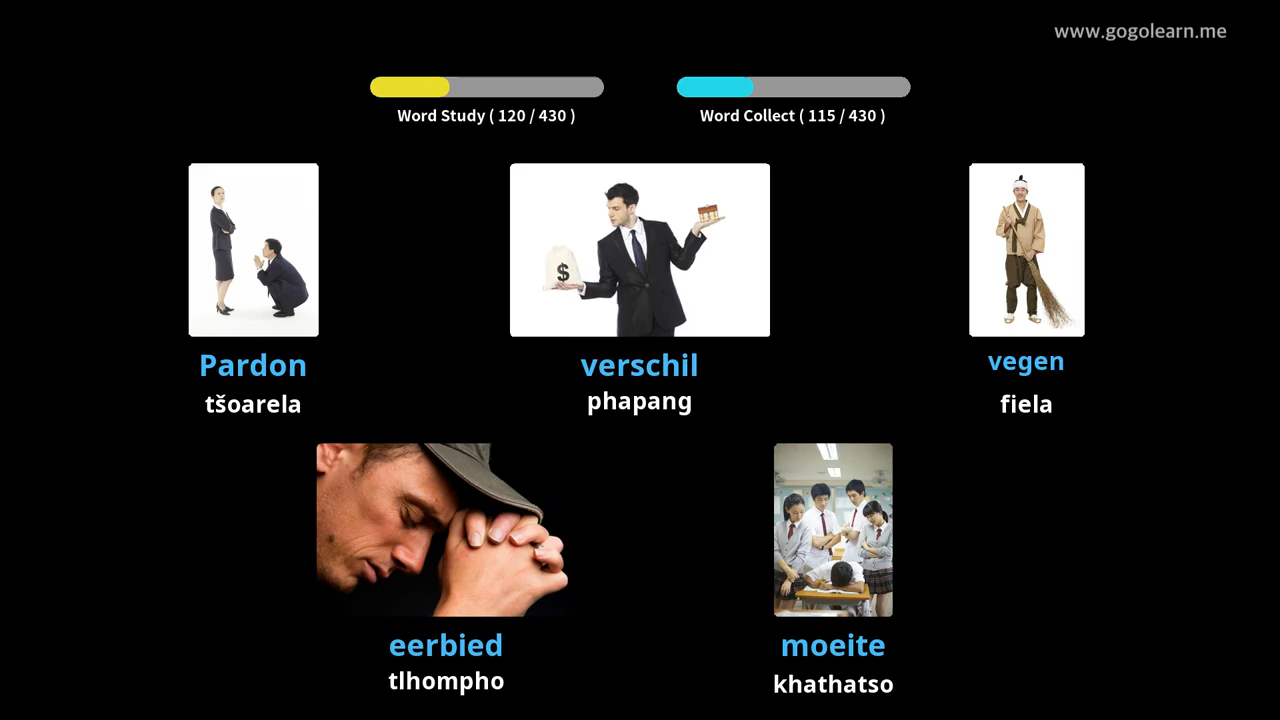 www.gogolearn.me
Word Study ( 120 / 430 )
Word Collect ( 115 / 430 )
Pardon
tšoarela
$
verschil
phapang
vegen
fiela
eerbied
tlhompho
moeite
khathatso